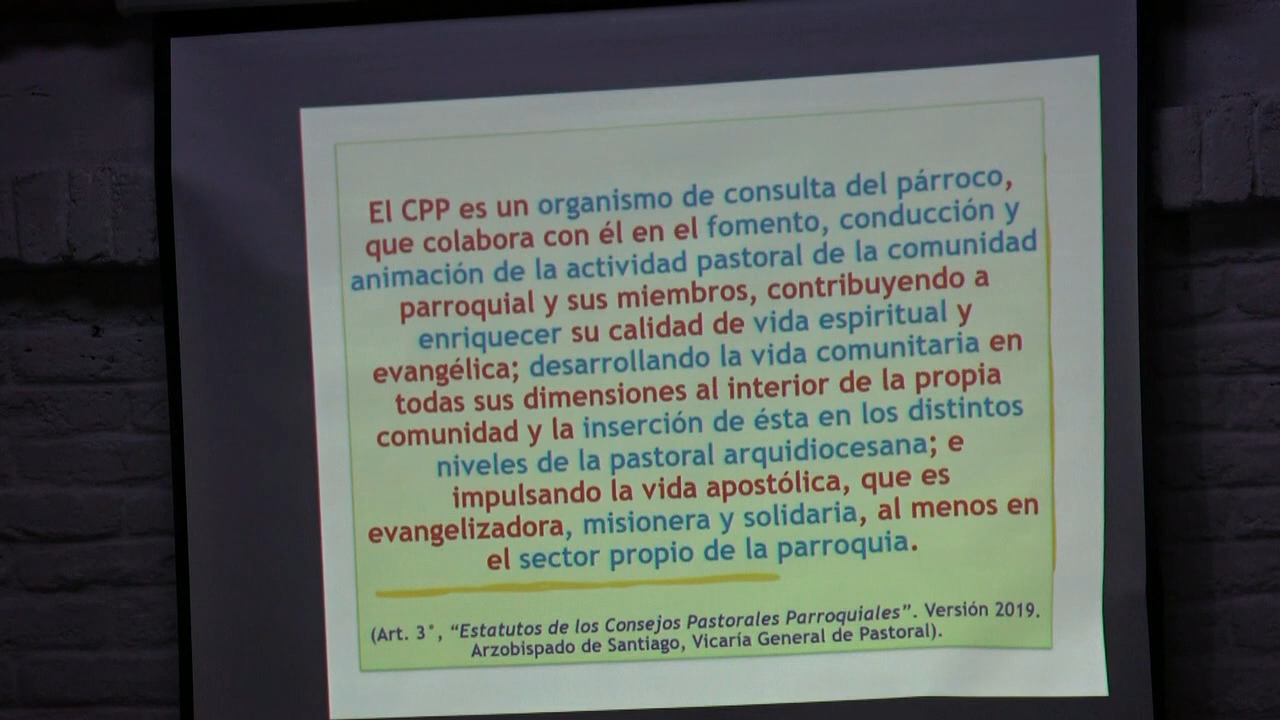 El CPP es un organismo de consulta del párroco,
que colabora con él en el fomento, conducción y
animación de la actividad pastoral de la comunidad
parroquial y sus miembros, contribuyendo a
enriquecer su calidad de vida espiritual y
evangélica; desarrollando la vida comunitaria en
todas sus dimensiones al interior de la propia
comunidad y la inserción de ésta en los distintos
niveles de la pastoral arquidiocesana; e
impulsando la vida apostólica, que es
evangelizadora, misionera y solidaria, al menos en
el sector propio de la parroquia.
(Art. 3°, “Estatutos de los Consejos Pastorales Parroquiales”. Versión 2019.
Arzobispado de Santiago, Vicaría General de Pastoral).